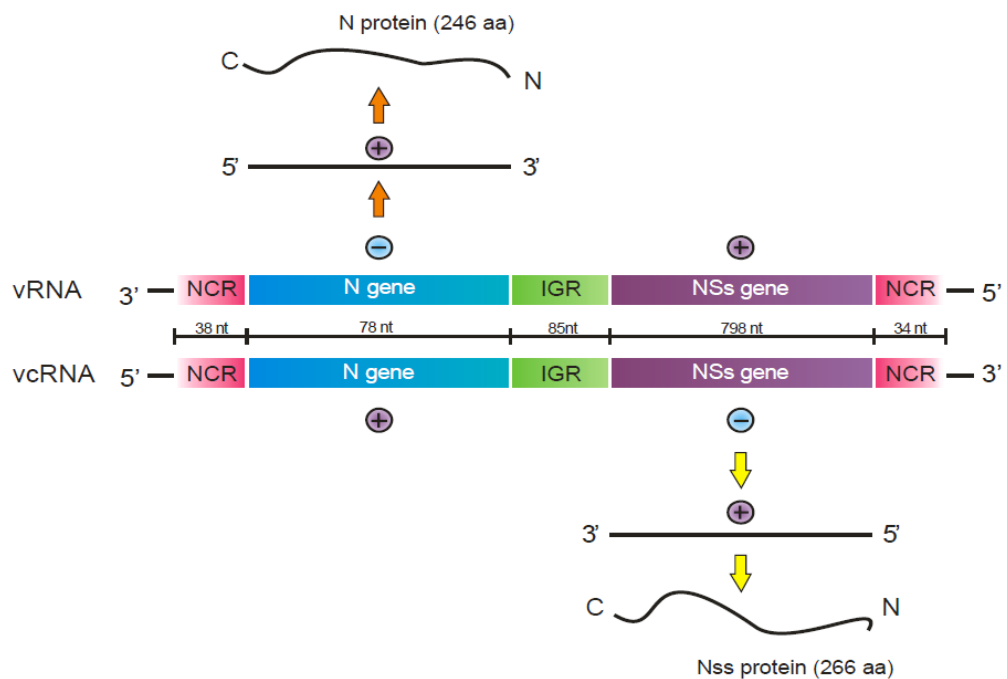 N protein (246 aa)
C
N
+
5’ 3’
− +
vRNA 3’ NCR N gene IGR NSs gene NCR 5’
38 nt 78 nt 85nt 798 nt 34 nt
vcRNA 5’ NCR N gene IGR NSs gene NCR 3’
+ −
+
3’ 5’
C N
Nss protein (266 aa)